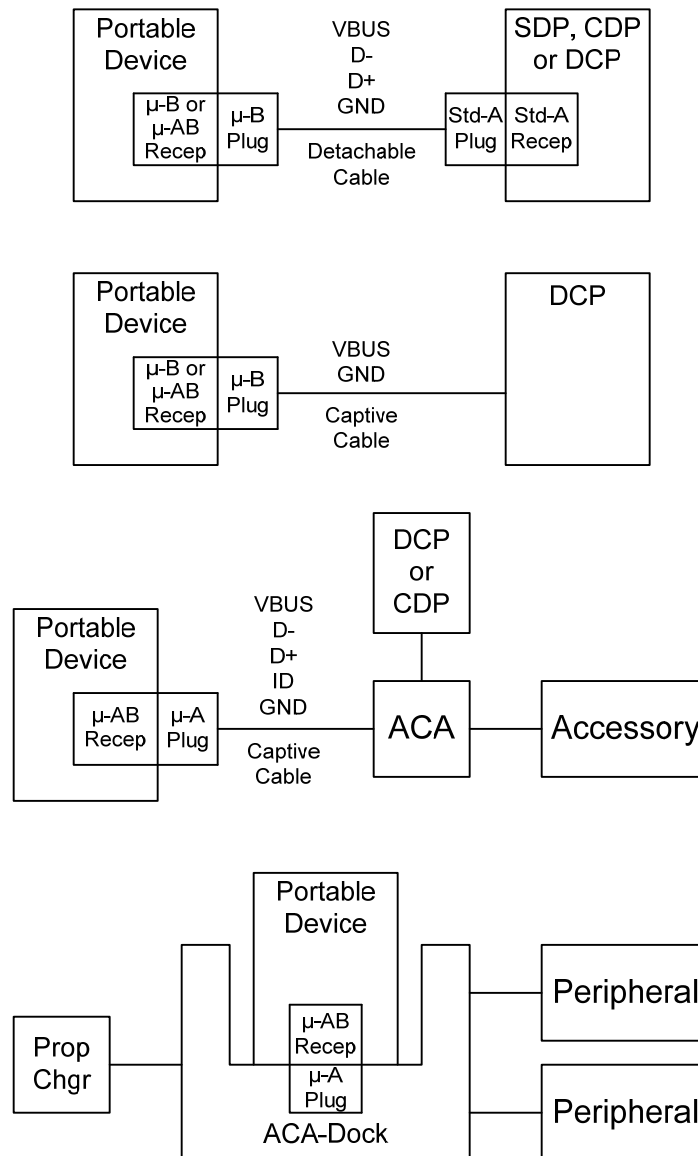 Portable
Device
μ-B or
μ-AB
Recep
μ-B
Plug
VBUS
D-
D+
GND
Detachable
Cable
Std-A
Plug
Std-A
Recep
SDP, CDP
or DCP
Portable
Device
μ-B or
μ-AB
Recep
μ-B
Plug
VBUS
GND
Captive
Cable
DCP
Portable
Device
μ-AB
Recep
μ-A
Plug
VBUS
D-
D+
ID
GND
Captive
Cable
DCP
or
CDP
ACA
Accessory
Portable
Device
μ-AB
Recep
μ-A
Plug
ACA-Dock
Prop
Chgr
Peripheral
Peripheral